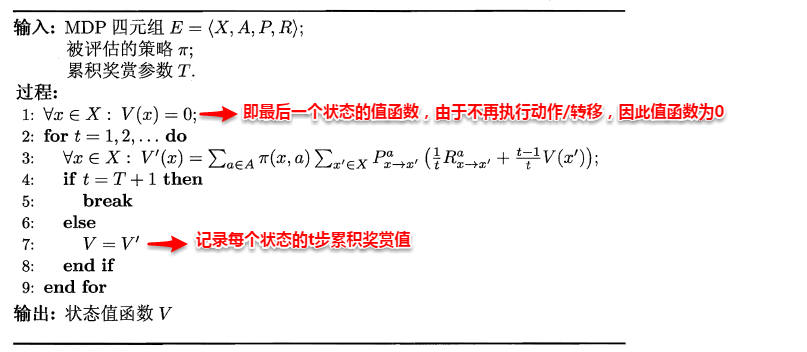 输入: MDP 四元组 E = ⟨X, A, P, R⟩;
被评估的策略 π;
累积奖赏参数 T.
过程:
1: ∀x ∈ X : V(x) = 0; 即最后一个状态的值函数，由于不再执行动作/转移，因此值函数为0
2: for t = 1, 2, … do
3: ∀x ∈ X : V′(x) = ∑_{a∈A} π(x, a) ∑_{x′∈X} P^a_{x→x′} (1/t R^a_{x→x′} + (t−1)/t V(x′));
4: if t = T + 1 then
5: break
6: else
7: V = V′ 记录每个状态的t步累积奖赏值
8: end if
9: end for
输出: 状态值函数 V